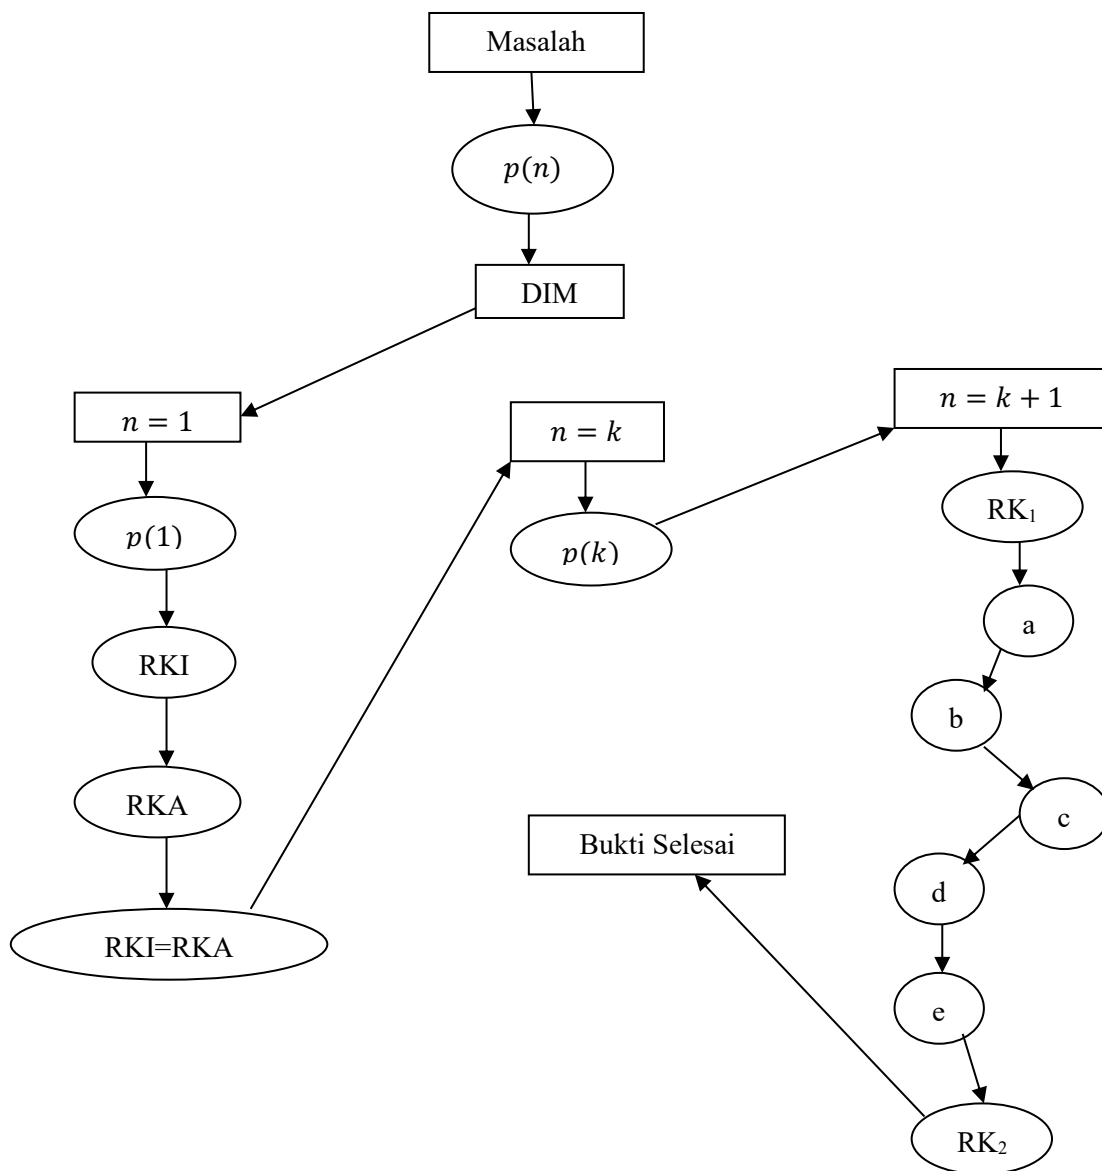 Masalah
p(n)
DIM
n = 1
p(1)
RKI
RKA
RKI=RKA
n = k
p(k)
n = k + 1
RK₁
a
b
c
d
e
RK₂
Bukti Selesai